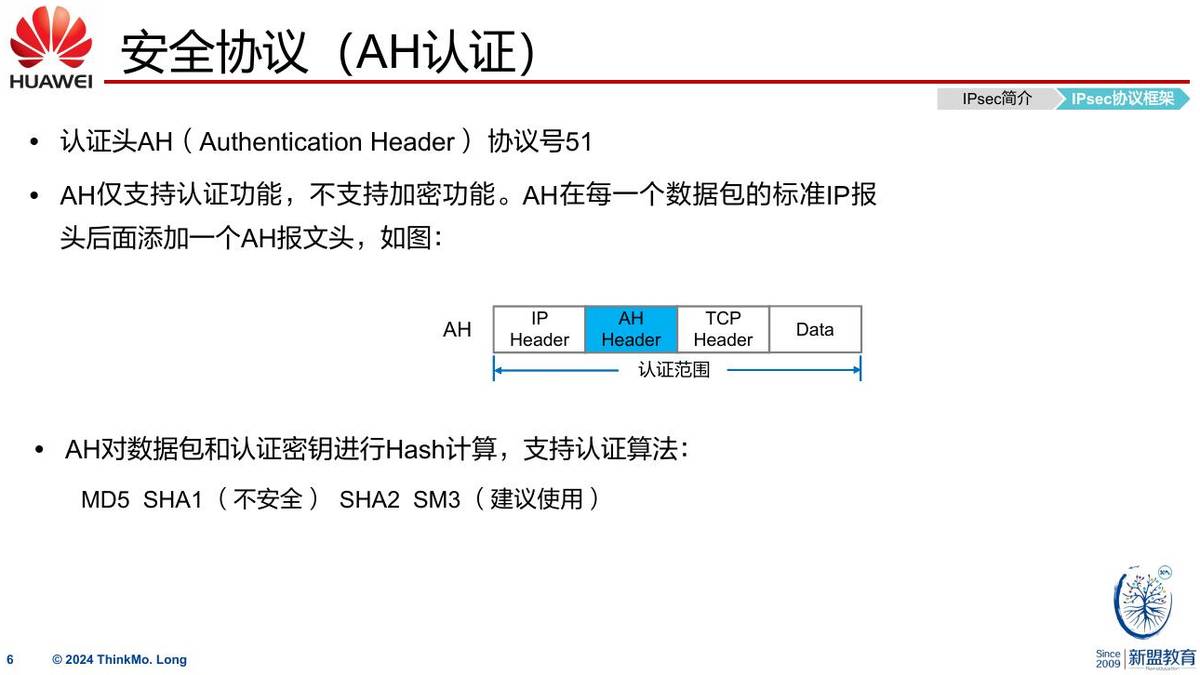 HUAWEI
安全协议（AH认证）
IPsec简介
IPsec协议框架
• 认证头AH（Authentication Header）协议号51
• AH仅支持认证功能，不支持加密功能。AH在每一个数据包的标准IP报
头后面添加一个AH报文头，如图：
AH
IP
Header
AH
Header
TCP
Header
Data
认证范围
• AH对数据包和认证密钥进行Hash计算，支持认证算法：
MD5 SHA1（不安全） SHA2 SM3（建议使用）
6
© 2024 ThinkMo. Long
Since
2009
新盟教育